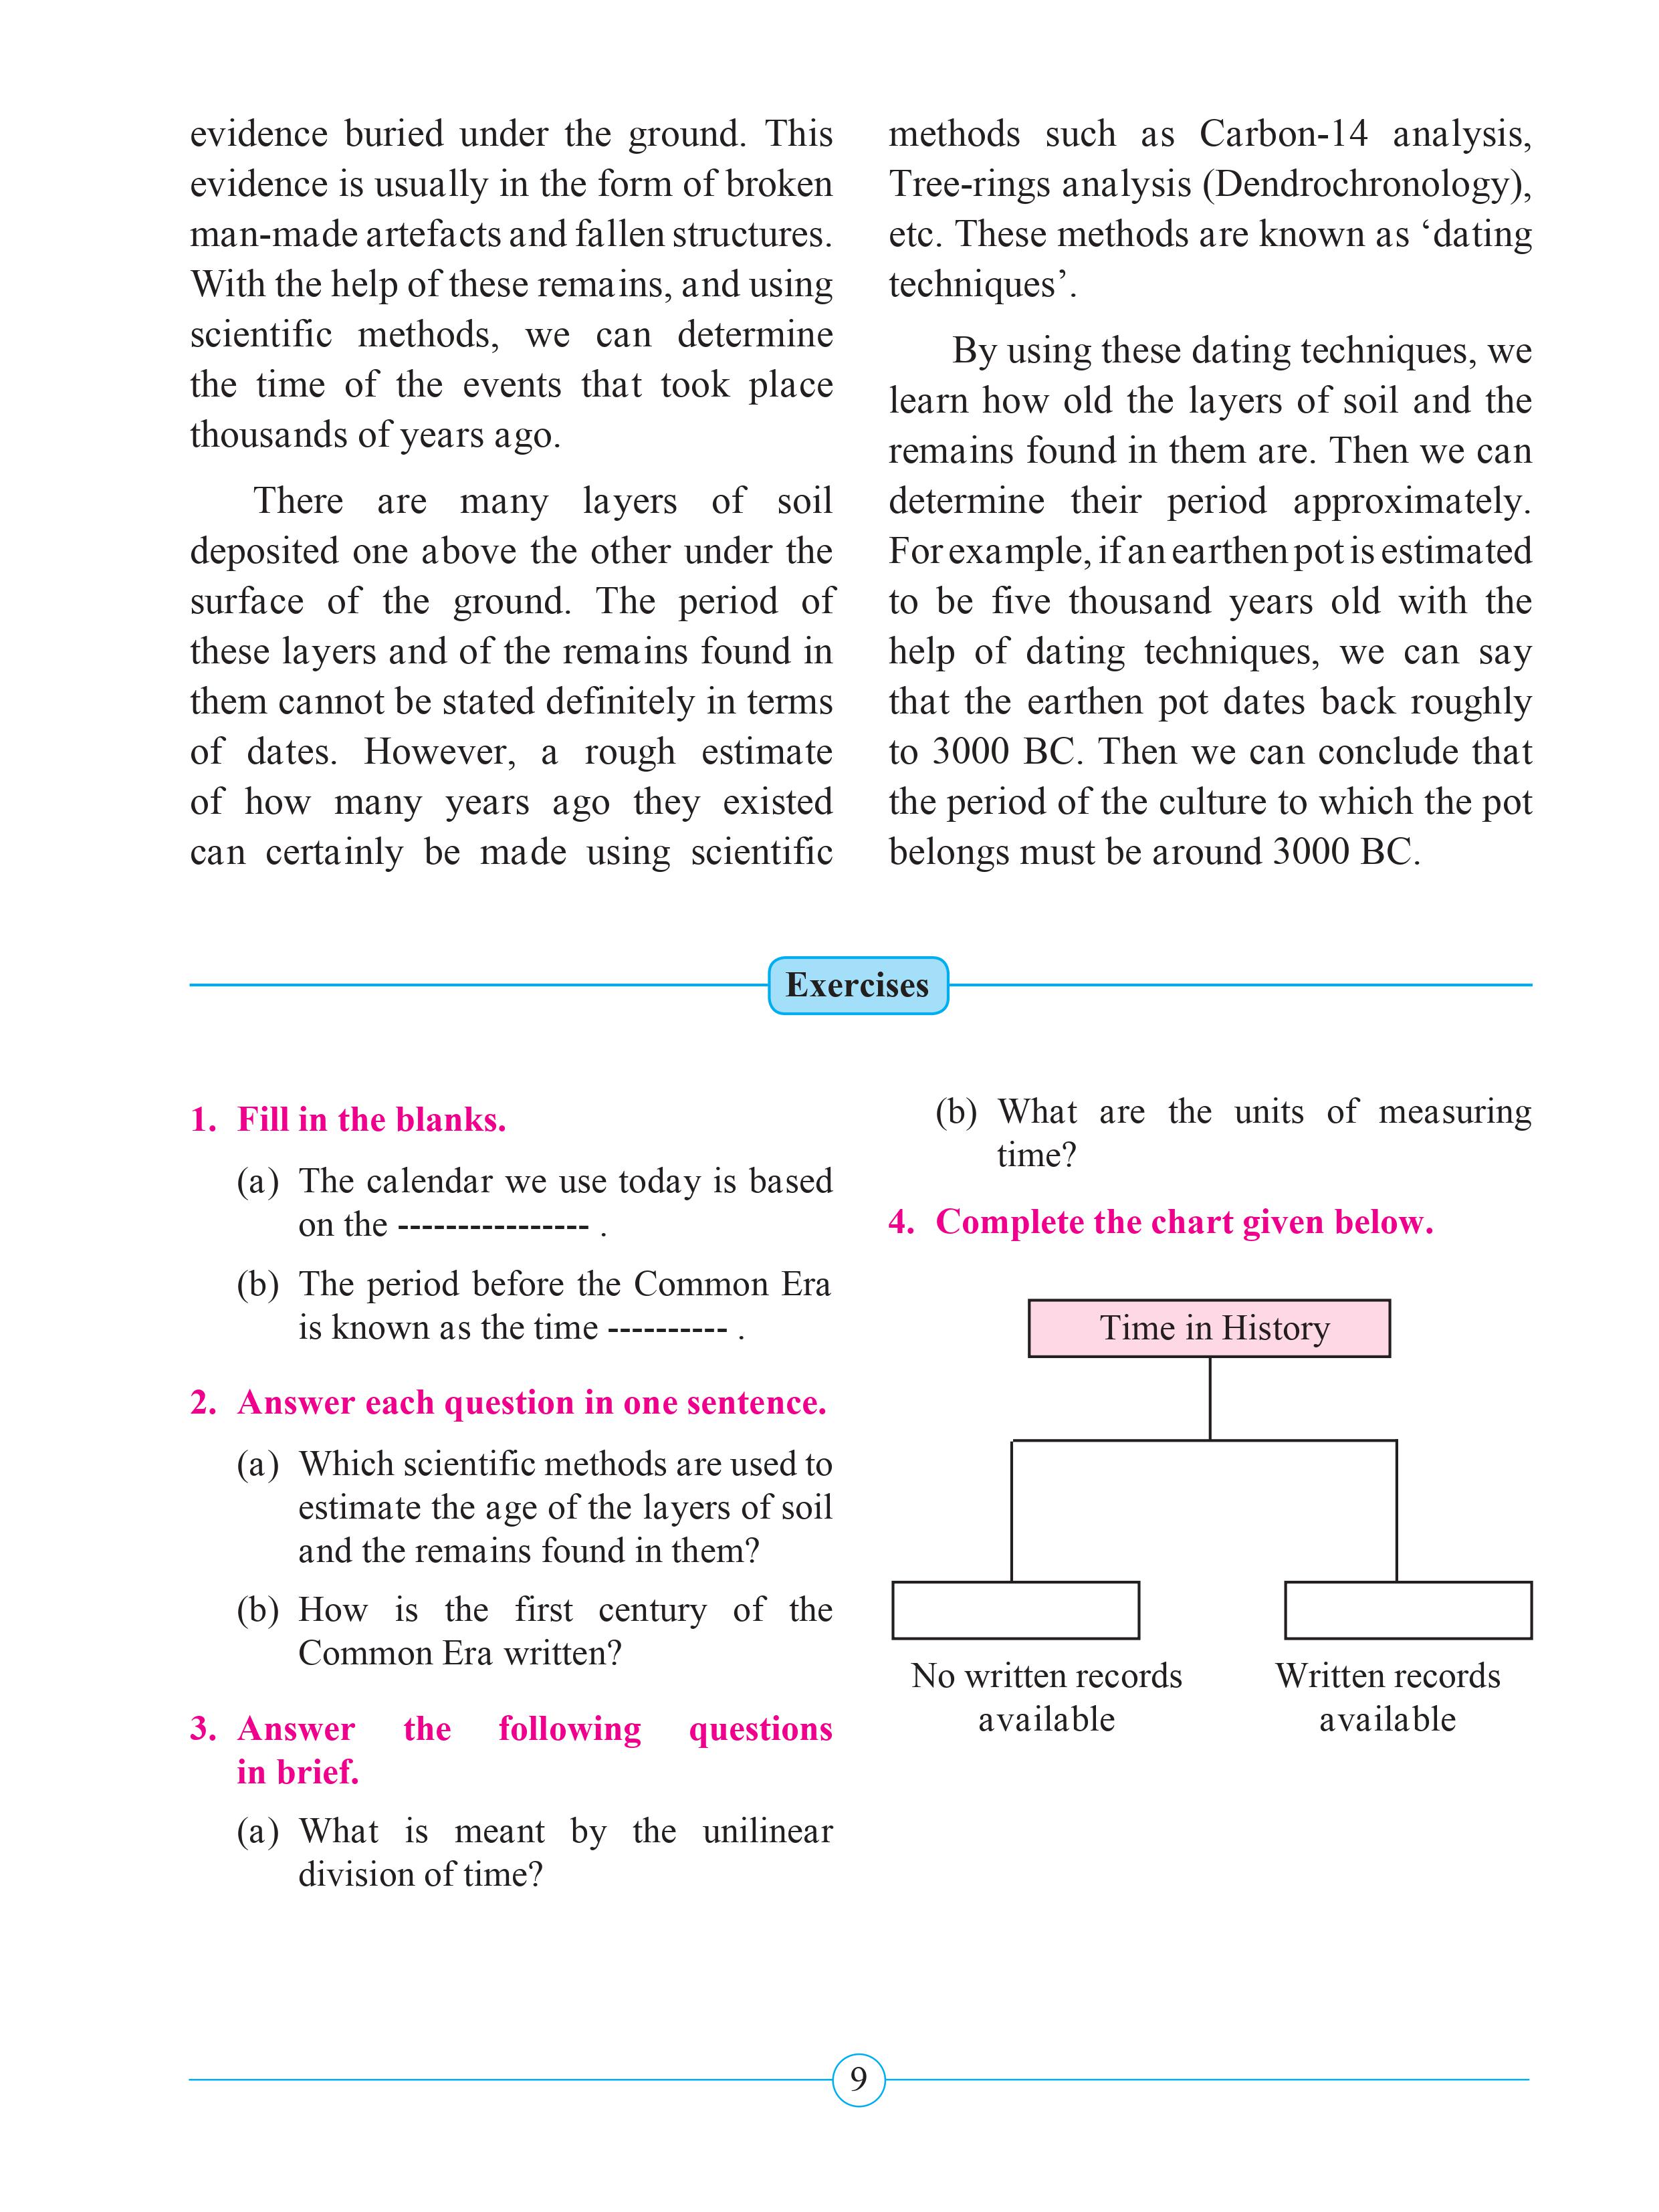 evidence buried under the ground. This
evidence is usually in the form of broken
man-made artefacts and fallen structures.
With the help of these remains, and using
scientific methods, we can determine
the time of the events that took place
thousands of years ago.
There are many layers of soil
deposited one above the other under the
surface of the ground. The period of
these layers and of the remains found in
them cannot be stated definitely in terms
of dates. However, a rough estimate
of how many years ago they existed
can certainly be made using scientific
methods such as Carbon-14 analysis,
Tree-rings analysis (Dendrochronology),
etc. These methods are known as ‘dating
techniques’.
By using these dating techniques, we
learn how old the layers of soil and the
remains found in them are. Then we can
determine their period approximately.
For example, if an earthen pot is estimated
to be five thousand years old with the
help of dating techniques, we can say
that the earthen pot dates back roughly
to 3000 BC. Then we can conclude that
the period of the culture to which the pot
belongs must be around 3000 BC.
Exercises
1. Fill in the blanks.
(a) The calendar we use today is based
on the ---------------- .
(b) The period before the Common Era
is known as the time ---------- .
2. Answer each question in one sentence.
(a) Which scientific methods are used to
estimate the age of the layers of soil
and the remains found in them?
(b) How is the first century of the
Common Era written?
3. Answer the following questions
in brief.
(a) What is meant by the unilinear
division of time?
(b) What are the units of measuring
time?
4. Complete the chart given below.
Time in History
No written records
available
Written records
available
9